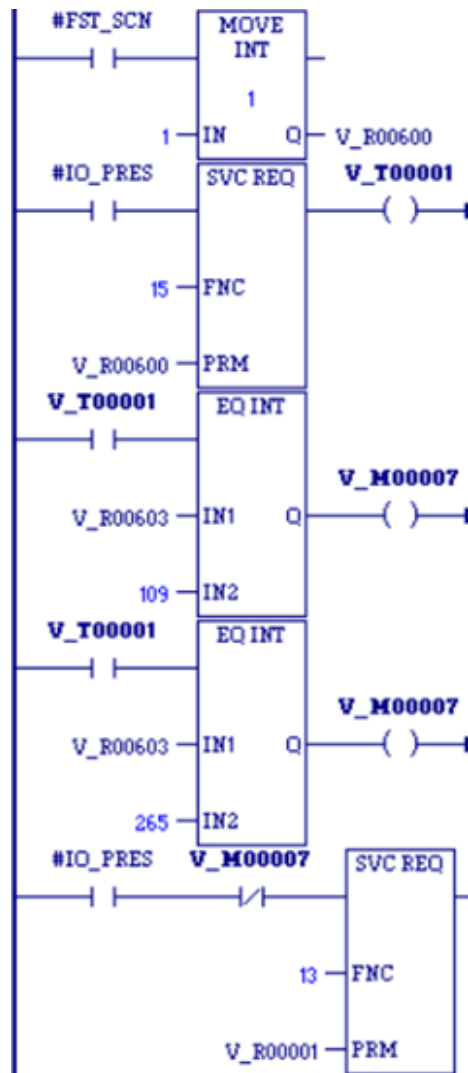 #FST_SCN MOVE
INT
1
1 IN Q V_R00600
#IO_PRES SVC REQ V_T00001
15 FNC
V_R00600 PRM
V_T00001 EQ INT
V_M00007
V_R00603 IN1 Q
109 IN2
V_T00001 EQ INT
V_M00007
V_R00603 IN1 Q
265 IN2
#IO_PRES V_M00007 SVC REQ
13 FNC
V_R00001 PRM